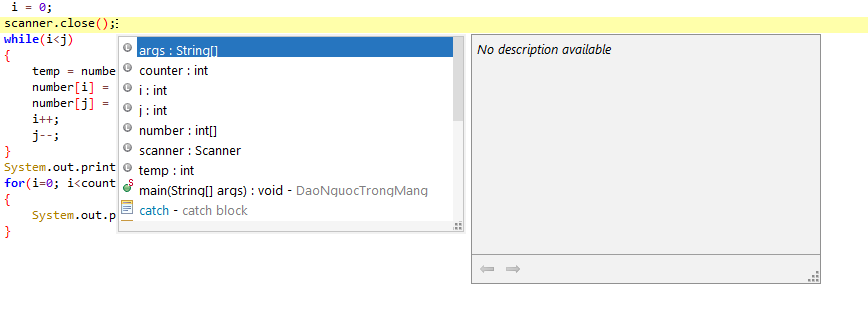 i = 0;
scanner.close();
while(i<j)
{
temp = numbe
number[i] =
number[j] =
i++;
j--;
}
System.out.print
for(i=0; i<count
{
System.out.p
}
args : String[]
counter : int
i : int
j : int
number : int[]
scanner : Scanner
temp : int
main(String[] args) : void - DaoNguocTrongMang
catch - catch block
No description available